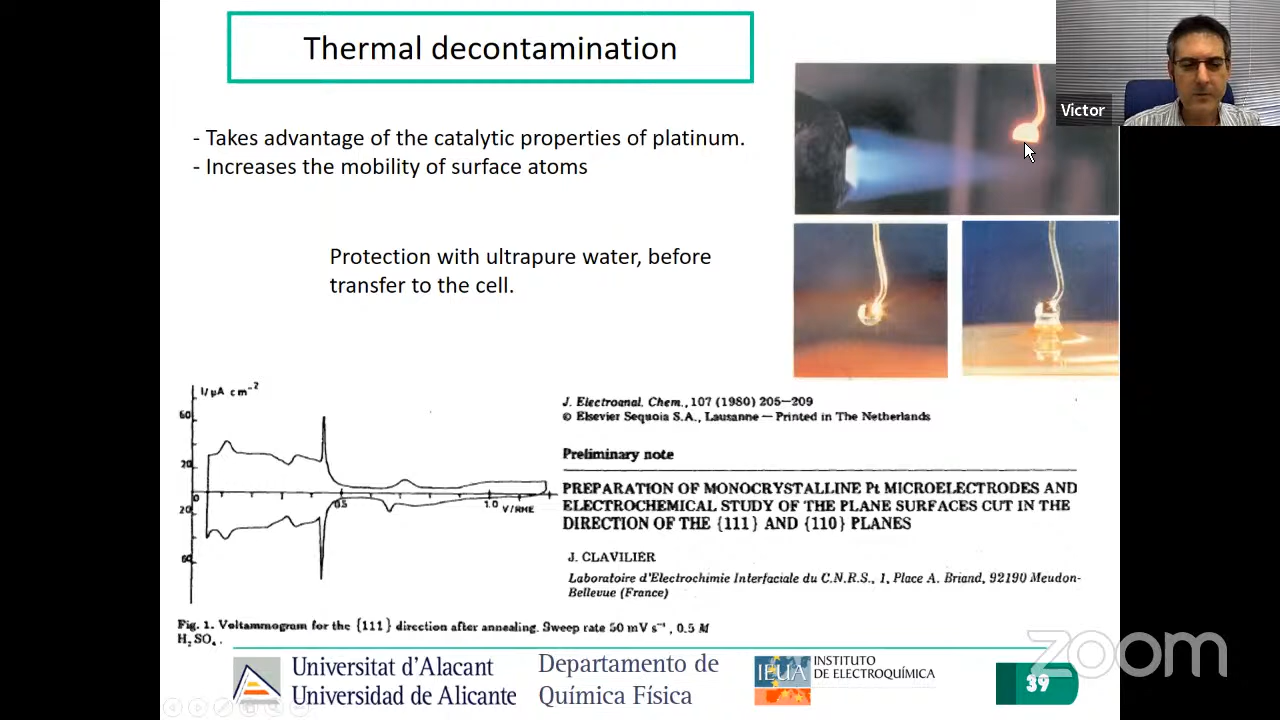 Thermal decontamination
Victor
- Takes advantage of the catalytic properties of platinum.
- Increases the mobility of surface atoms
Protection with ultrapure water, before
transfer to the cell.
I/μA cm⁻²
60
20
0
0.5
1.0
V/RHE
20
60
Fig. 1. Voltammogram for the {111} direction after annealing. Sweep rate 50 mV s⁻¹, 0.5 M
H₂SO₄.
J. Electroanal. Chem., 107 (1980) 205—209
© Elsevier Sequoia S.A., Lausanne — Printed in The Netherlands
Preliminary note
PREPARATION OF MONOCRYSTALLINE Pt MICROELECTRODES AND
ELECTROCHEMICAL STUDY OF THE PLANE SURFACES CUT IN THE
DIRECTION OF THE {111} AND {110} PLANES
J. CLAVILIER
Laboratoire d'Electrochimie Interfaciale du C.N.R.S., 1, Place A. Briand, 92190 Meudon-
Bellevue (France)
Universitat d'Alacant
Universidad de Alicante
Departamento de
Química Física
IEUA
INSTITUTO
DE ELECTROQUÍMICA
39
zoom